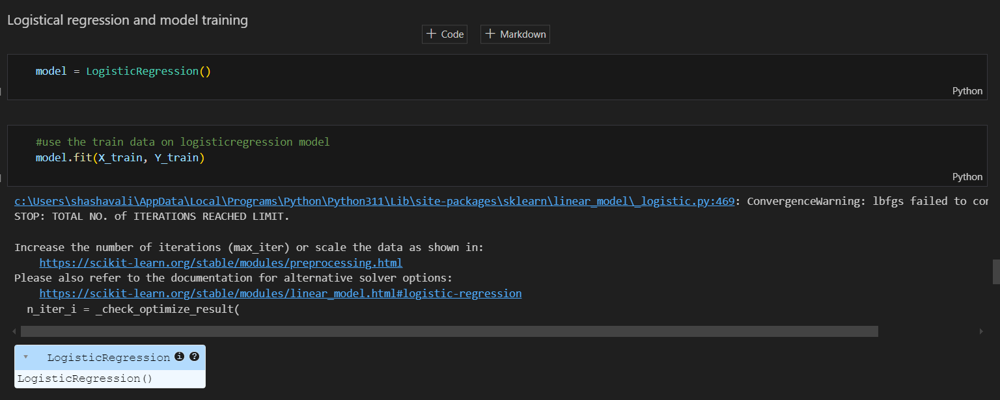 Logistical regression and model training
+ Code + Markdown
model = LogisticRegression()
Python
#use the train data on logisticregression model
model.fit(X_train, Y_train)
Python
c:\Users\shashavali\AppData\Local\Programs\Python\Python311\Lib\site-packages\sklearn\linear_model\_logistic.py:469: ConvergenceWarning: lbfgs failed to
STOP: TOTAL NO. of ITERATIONS REACHED LIMIT.
Increase the number of iterations (max_iter) or scale the data as shown in:
https://scikit-learn.org/stable/modules/preprocessing.html
Please also refer to the documentation for alternative solver options:
https://scikit-learn.org/stable/modules/linear_model.html#logistic-regression
n_iter_i = _check_optimize_result(
LogisticRegression i ?
LogisticRegression()